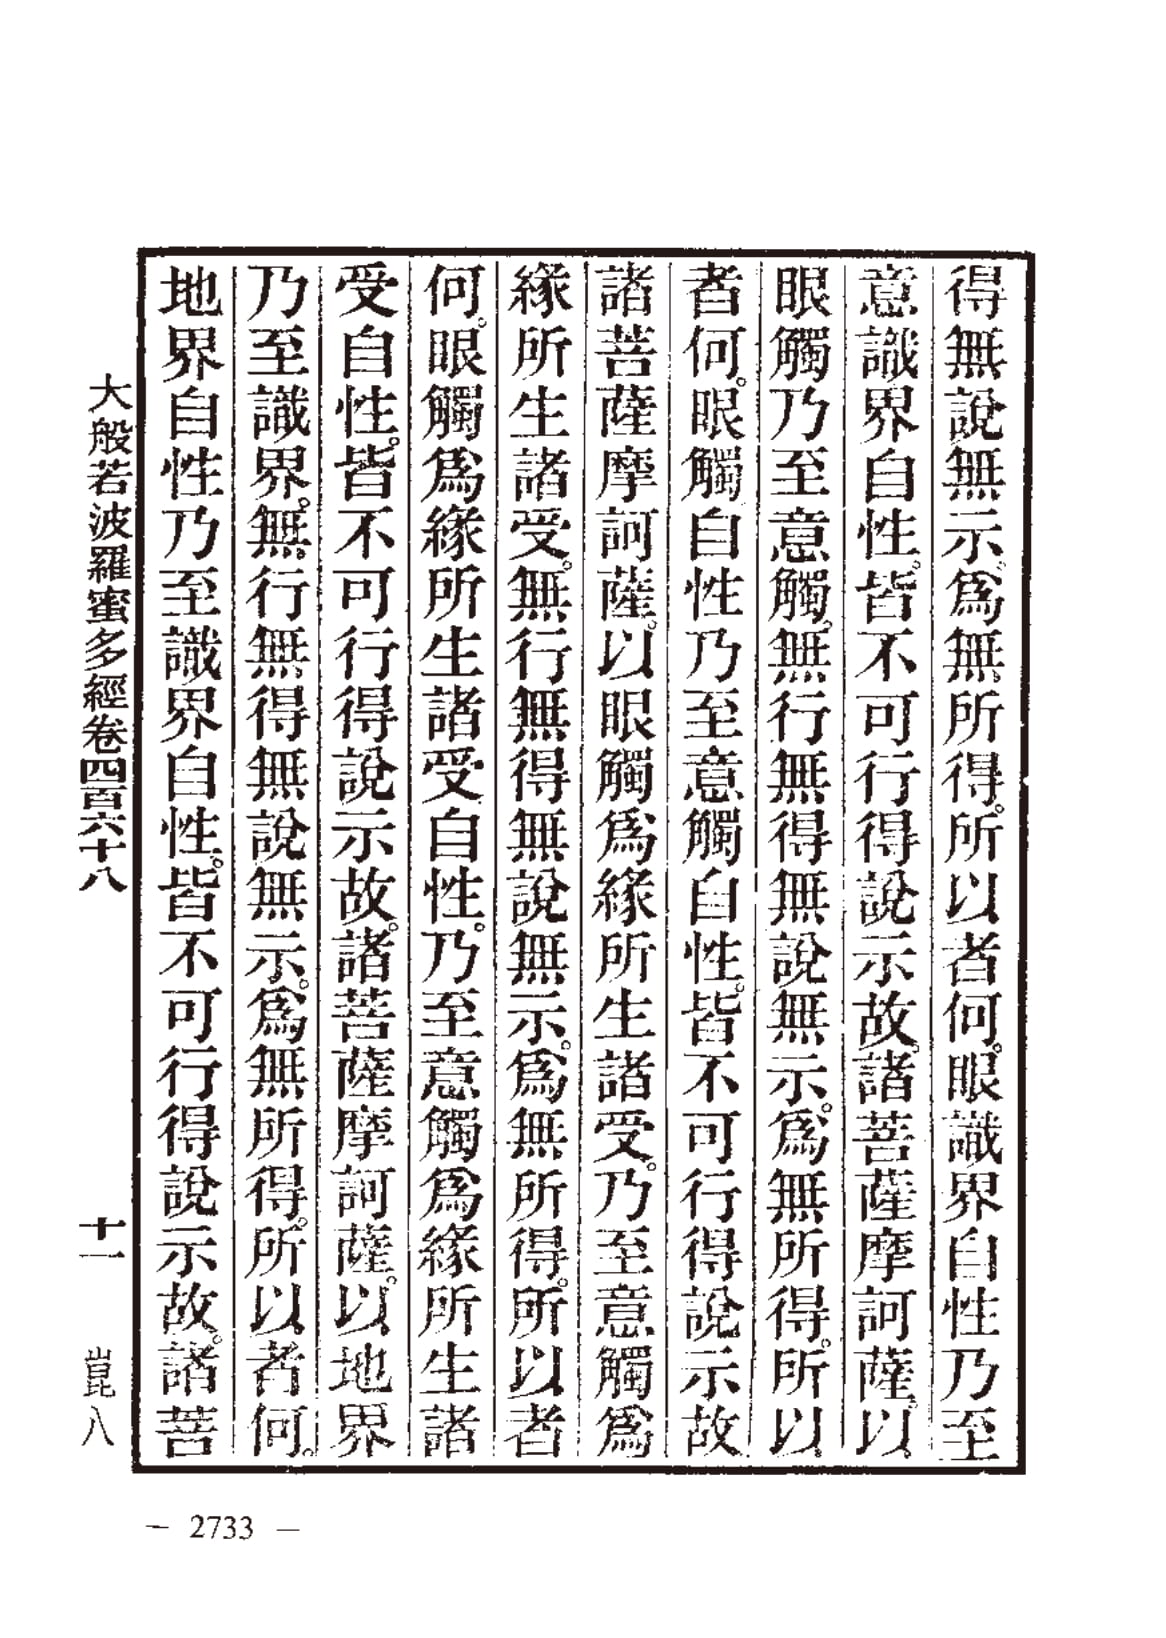 得無說無示爲無所得。所以者何。眼識界自性乃至
意識界自性。皆不可行得說示故。諸菩薩摩訶薩。以
眼觸乃至意觸。無行無得無說無示。爲無所得。所以
者何。眼觸自性乃至意觸自性。皆不可行得說示故
諸菩薩摩訶薩。以眼觸爲緣所生諸受。乃至意觸爲
緣所生諸受。無行無得無說無示。爲無所得。所以者
何。眼觸爲緣所生諸受自性。乃至意觸爲緣所生諸
受自性。皆不可行得說示故。諸菩薩摩訶薩。以地界
乃至識界。無行無得無說無示。爲無所得。所以者何。
地界自性乃至識界自性。皆不可行得說示故。諸菩
大般若波羅蜜多經卷四百六十八 十一 崑八
— 2733 —